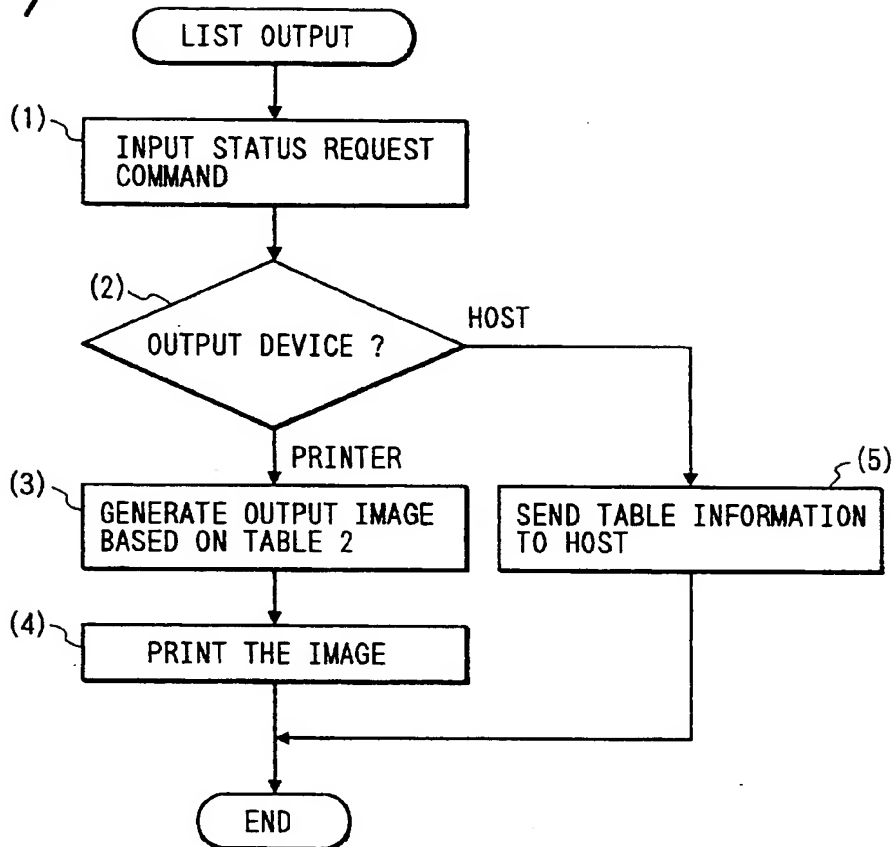 LIST OUTPUT
(1)
INPUT STATUS REQUEST
COMMAND
(2)
OUTPUT DEVICE ?
HOST
PRINTER
(3)
GENERATE OUTPUT IMAGE
BASED ON TABLE 2
(5)
SEND TABLE INFORMATION
TO HOST
(4)
PRINT THE IMAGE
END